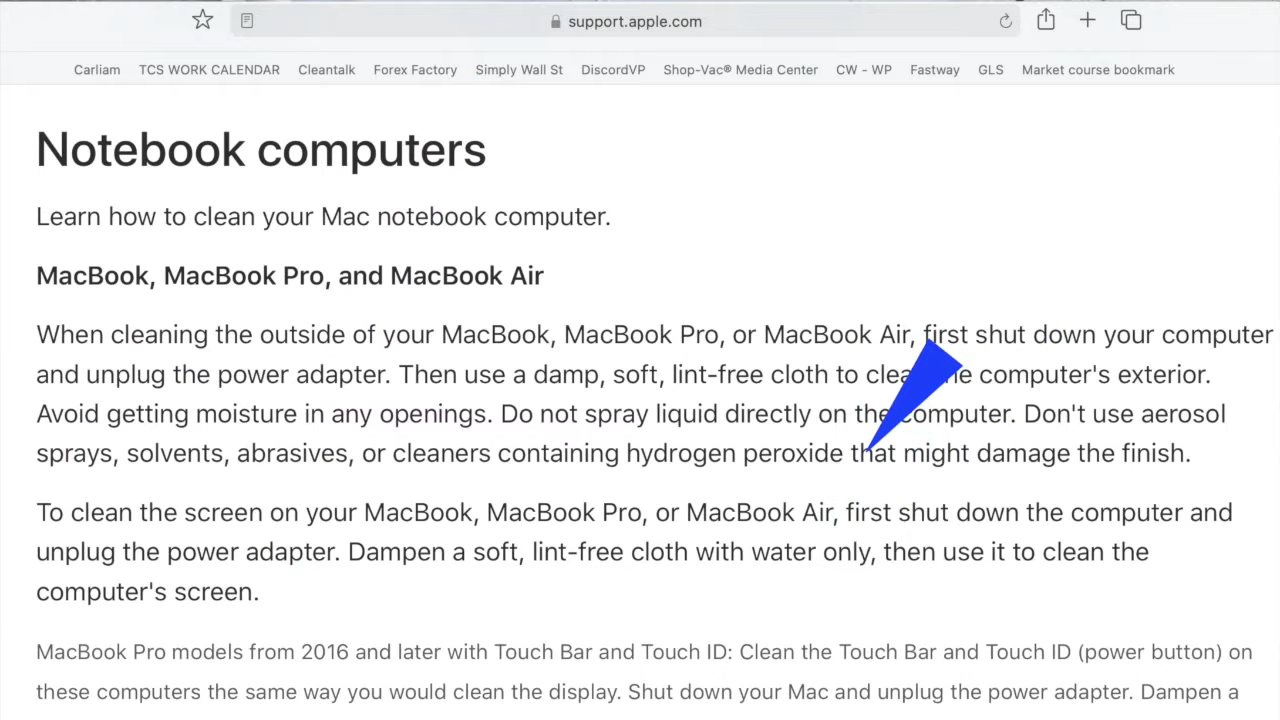 support.apple.com
Carliam TCS WORK CALENDAR Cleantalk Forex Factory Simply Wall St DiscordVP Shop-Vac® Media Center CW - WP Fastway GLS Market course bookmark
Notebook computers
Learn how to clean your Mac notebook computer.
MacBook, MacBook Pro, and MacBook Air
When cleaning the outside of your MacBook, MacBook Pro, or MacBook Air, first shut down your computer
and unplug the power adapter. Then use a damp, soft, lint-free cloth to clean the computer's exterior.
Avoid getting moisture in any openings. Do not spray liquid directly on the computer. Don't use aerosol
sprays, solvents, abrasives, or cleaners containing hydrogen peroxide that might damage the finish.
To clean the screen on your MacBook, MacBook Pro, or MacBook Air, first shut down the computer and
unplug the power adapter. Dampen a soft, lint-free cloth with water only, then use it to clean the
computer's screen.
MacBook Pro models from 2016 and later with Touch Bar and Touch ID: Clean the Touch Bar and Touch ID (power button) on
these computers the same way you would clean the display. Shut down your Mac and unplug the power adapter. Dampen a